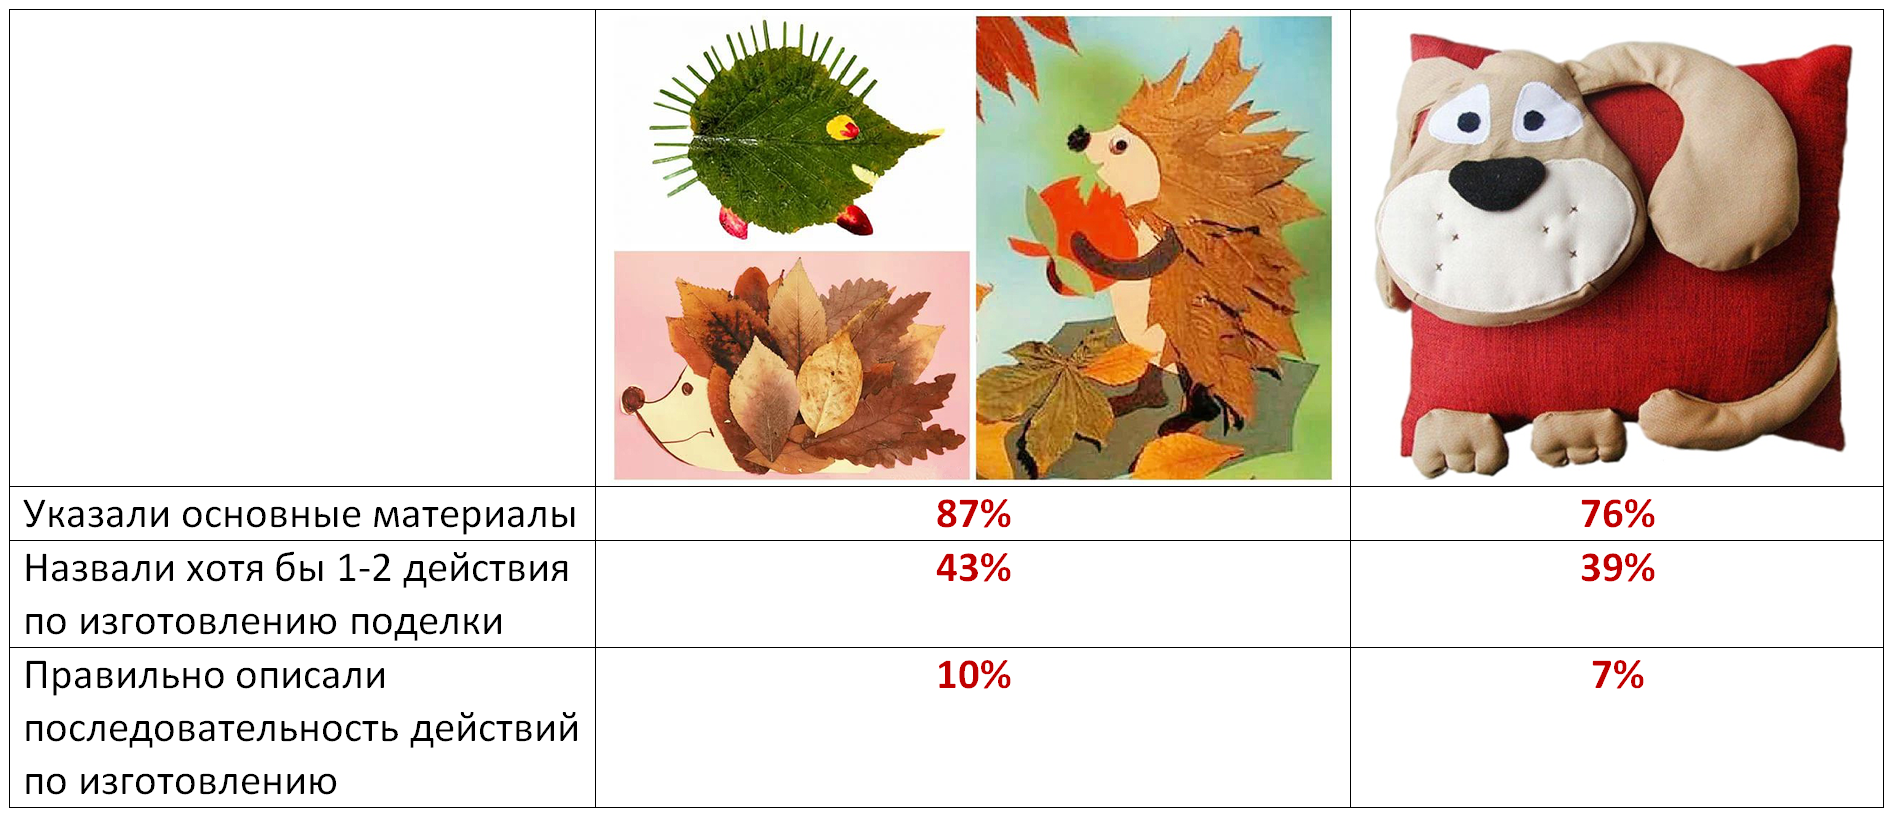 Указали основные материалы
87%
76%
Назвали хотя бы 1-2 действия
по изготовлению поделки
43%
39%
Правильно описали
последовательность действий
по изготовлению
10%
7%